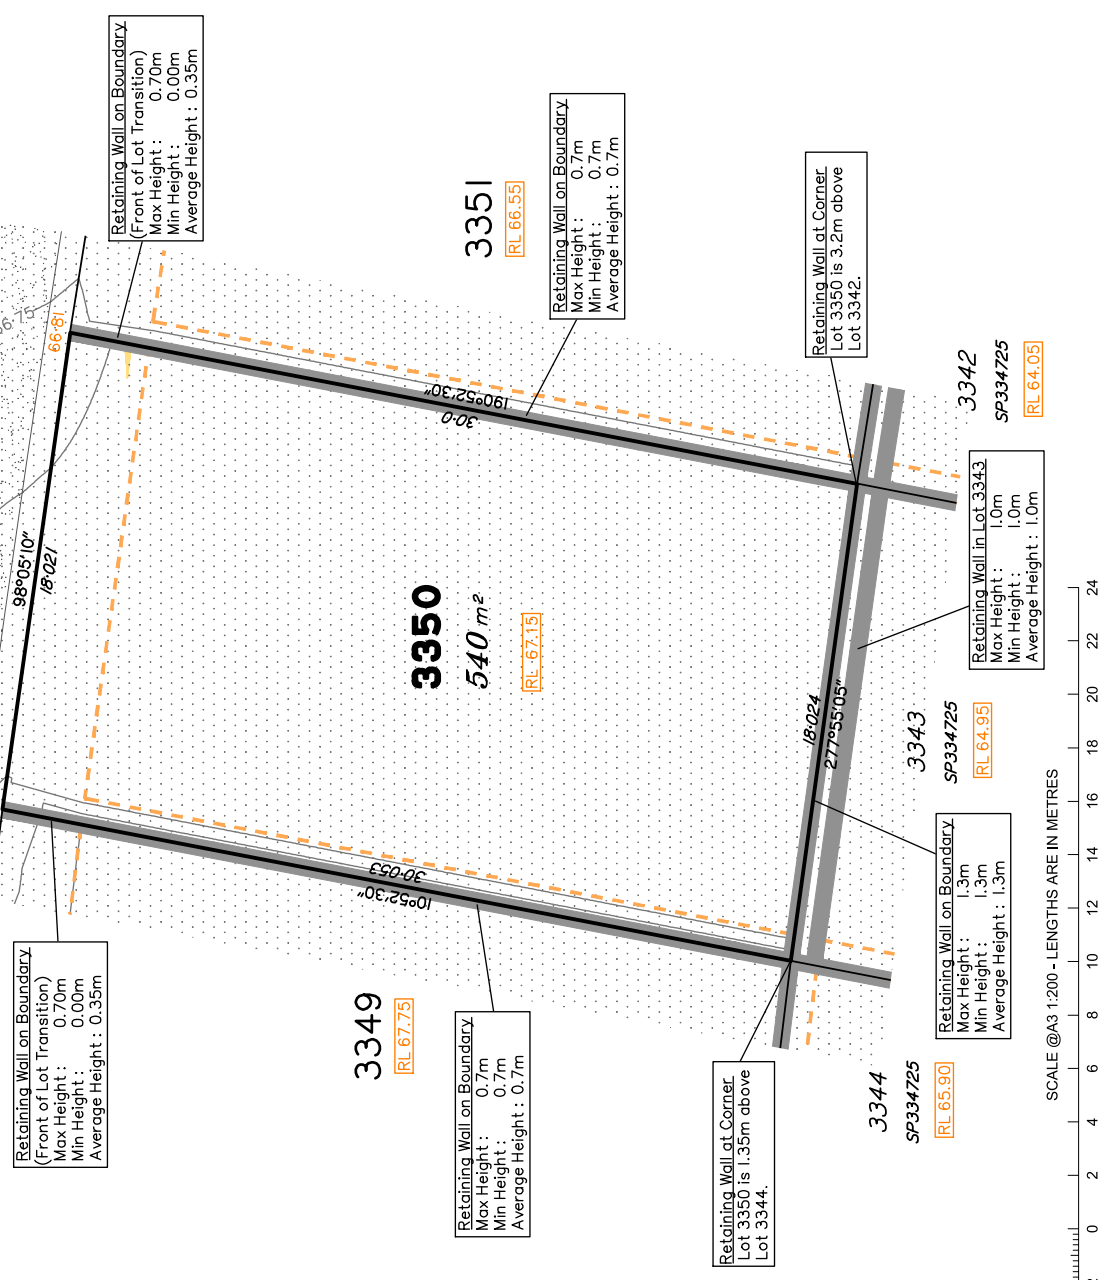 Retaining Wall on Boundary
(Front of Lot Transition)
Max Height : 0.70m
Min Height : 0.00m
Average Height : 0.35m
Retaining Wall on Boundary
(Front of Lot Transition)
Max Height : 0.70m
Min Height : 0.00m
Average Height : 0.35m
66.81
98°05'10"
18·021
3351
RL 66.55
Retaining Wall on Boundary
Max Height : 0.7m
Min Height : 0.7m
Average Height : 0.7m
190°52'30"
30·0
3350
540 m²
RL 67.15
10°52'30"
30·053
3349
RL 67.75
Retaining Wall on Boundary
Max Height : 0.7m
Min Height : 0.7m
Average Height : 0.7m
Retaining Wall at Corner
Lot 3350 is 3.2m above
Lot 3342.
18·024
277°55'05"
Retaining Wall at Corner
Lot 3350 is 1.35m above
Lot 3344.
3342
SP334725
RL 64.05
3343
SP334725
RL 64.95
3344
SP334725
RL 65.90
Retaining Wall in Lot 3343
Max Height : 1.0m
Min Height : 1.0m
Average Height : 1.0m
Retaining Wall on Boundary
Max Height : 1.3m
Min Height : 1.3m
Average Height : 1.3m
SCALE @A3 1:200 - LENGTHS ARE IN METRES
0 2 4 6 8 10 12 14 16 18 20 22 24